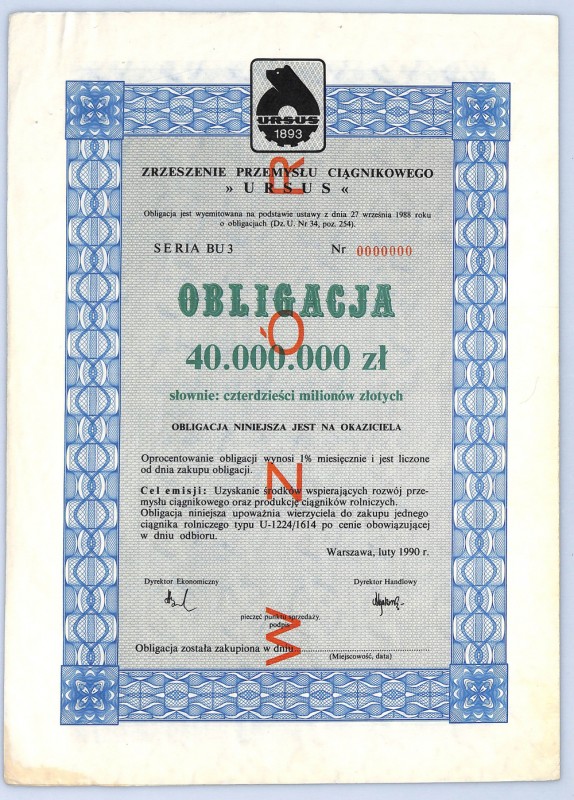 URSUS
1893
ZRZESZENIE PRZEMYSŁU CIĄGNIKOWEGO
» URSUS «
Obligacja jest wyemitowana na podstawie ustawy z dnia 27 września 1988 roku
o obligacjach (Dz. U. Nr 34, poz. 254).
SERIA BU 3 Nr 0000000
OBLIGACJA
40.000.000 zł
słownie: czterdzieści milionów złotych
OBLIGACJA NINIEJSZA JEST NA OKAZICIELA
Oprocentowanie obligacji wynosi 1% miesięcznie i jest liczone
od dnia zakupu obligacji.
Cel emisji: Uzyskanie środków wspierających rozwój prze-
mysłu ciągnikowego oraz produkcję ciągników rolniczych.
Obligacja niniejsza upoważnia wierzyciela do zakupu jednego
ciągnika rolniczego typu U-1224/1614 po cenie obowiązującej
w dniu odbioru.
Warszawa, luty 1990 r.
Dyrektor Ekonomiczny Dyrektor Handlowy
pieczęć punktu sprzedaży,
podpis
Obligacja została zakupiona w dniu
(Miejscowość, data)
WZÓR